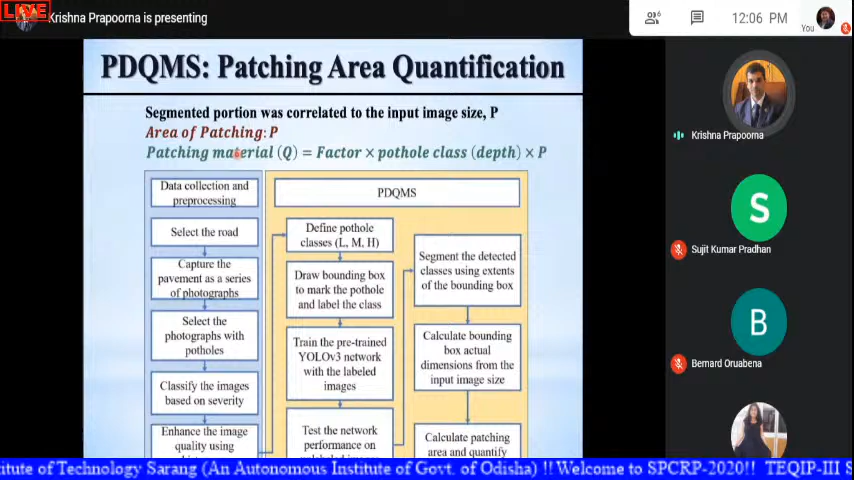 LIVE
Krishna Prapoorna is presenting
6
12:06 PM
You
PDQMS: Patching Area Quantification
Segmented portion was correlated to the input image size, P
Area of Patching: P
Patching material (Q) = Factor × pothole class (depth) × P
Data collection and
preprocessing
Select the road
Capture the
pavement as a series
of photographs
Select the
photographs with
potholes
Classify the images
based on severity
Enhance the image
quality using
PDQMS
Define pothole
classes (L, M, H)
Draw bounding box
to mark the pothole
and label the class
Train the pre-trained
YOLOv3 network
with the labeled
images
Test the network
performance on
Segment the detected
classes using extents
of the bounding box
Calculate bounding
box actual
dimensions from the
input image size
Calculate patching
area and quantify
Krishna Prapoorna
S
Sujit Kumar Pradhan
B
Bernard Oruabena
itute of Technology Sarang (An Autonomous Institute of Govt. of Odisha) !! Welcome to SPCRP-2020!! TEQIP-III S